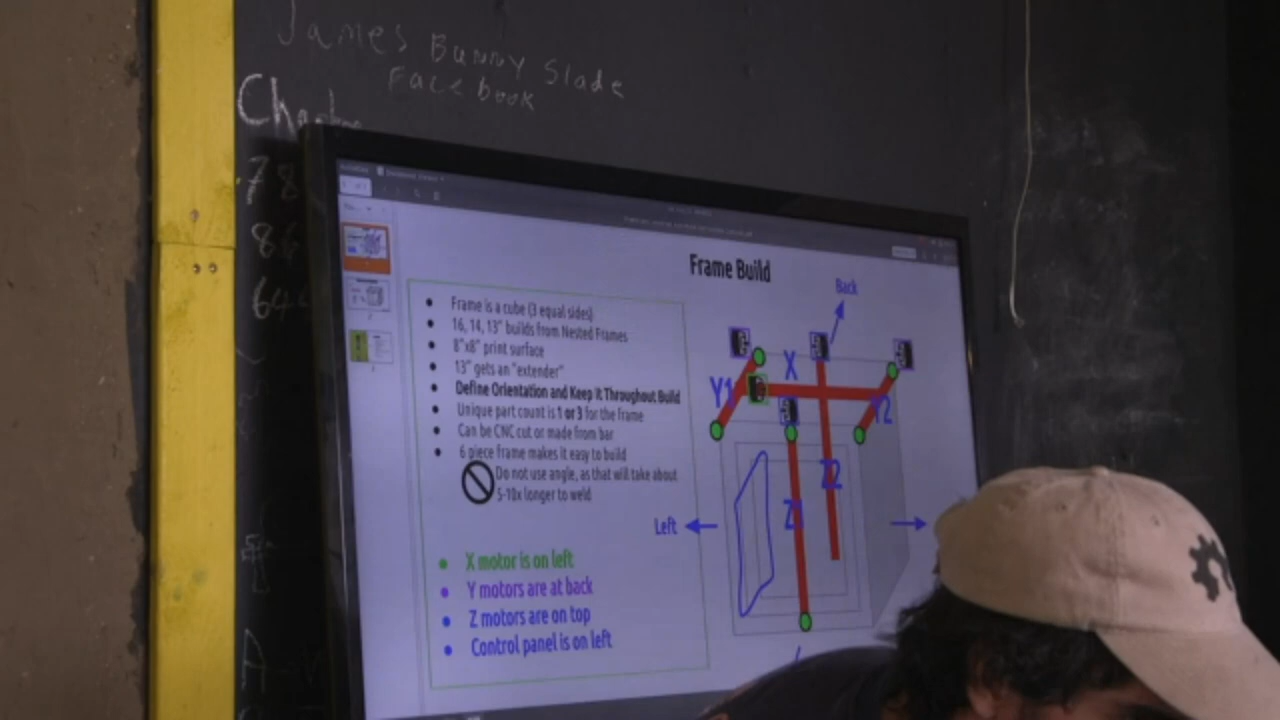 James Bunny Slade
Facebook
78
86
64
Frame Build
Frame is a cube (3 equal sides)
16, 14, 13" builds from Nested Frames
8"x8" print surface
13" gets an "extender"
Define Orientation and Keep it Throughout Build
Unique part count is 1 or 3 for the frame
Can be CNC cut or made from bar
6 piece frame makes it easy to build
Do not use angle, as that will take about
5-10x longer to weld
X motor is on left
Y motors are at back
Z motors are on top
Control panel is on left
Back
X
Y1
Y2
Z1
Z2
Left